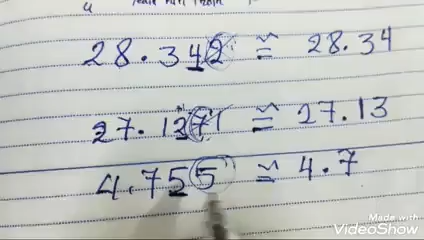 28.342 ≅ 28.34
27.127 ≅ 27.13
4.755 ≅ 4.7
Made with
VideoShow